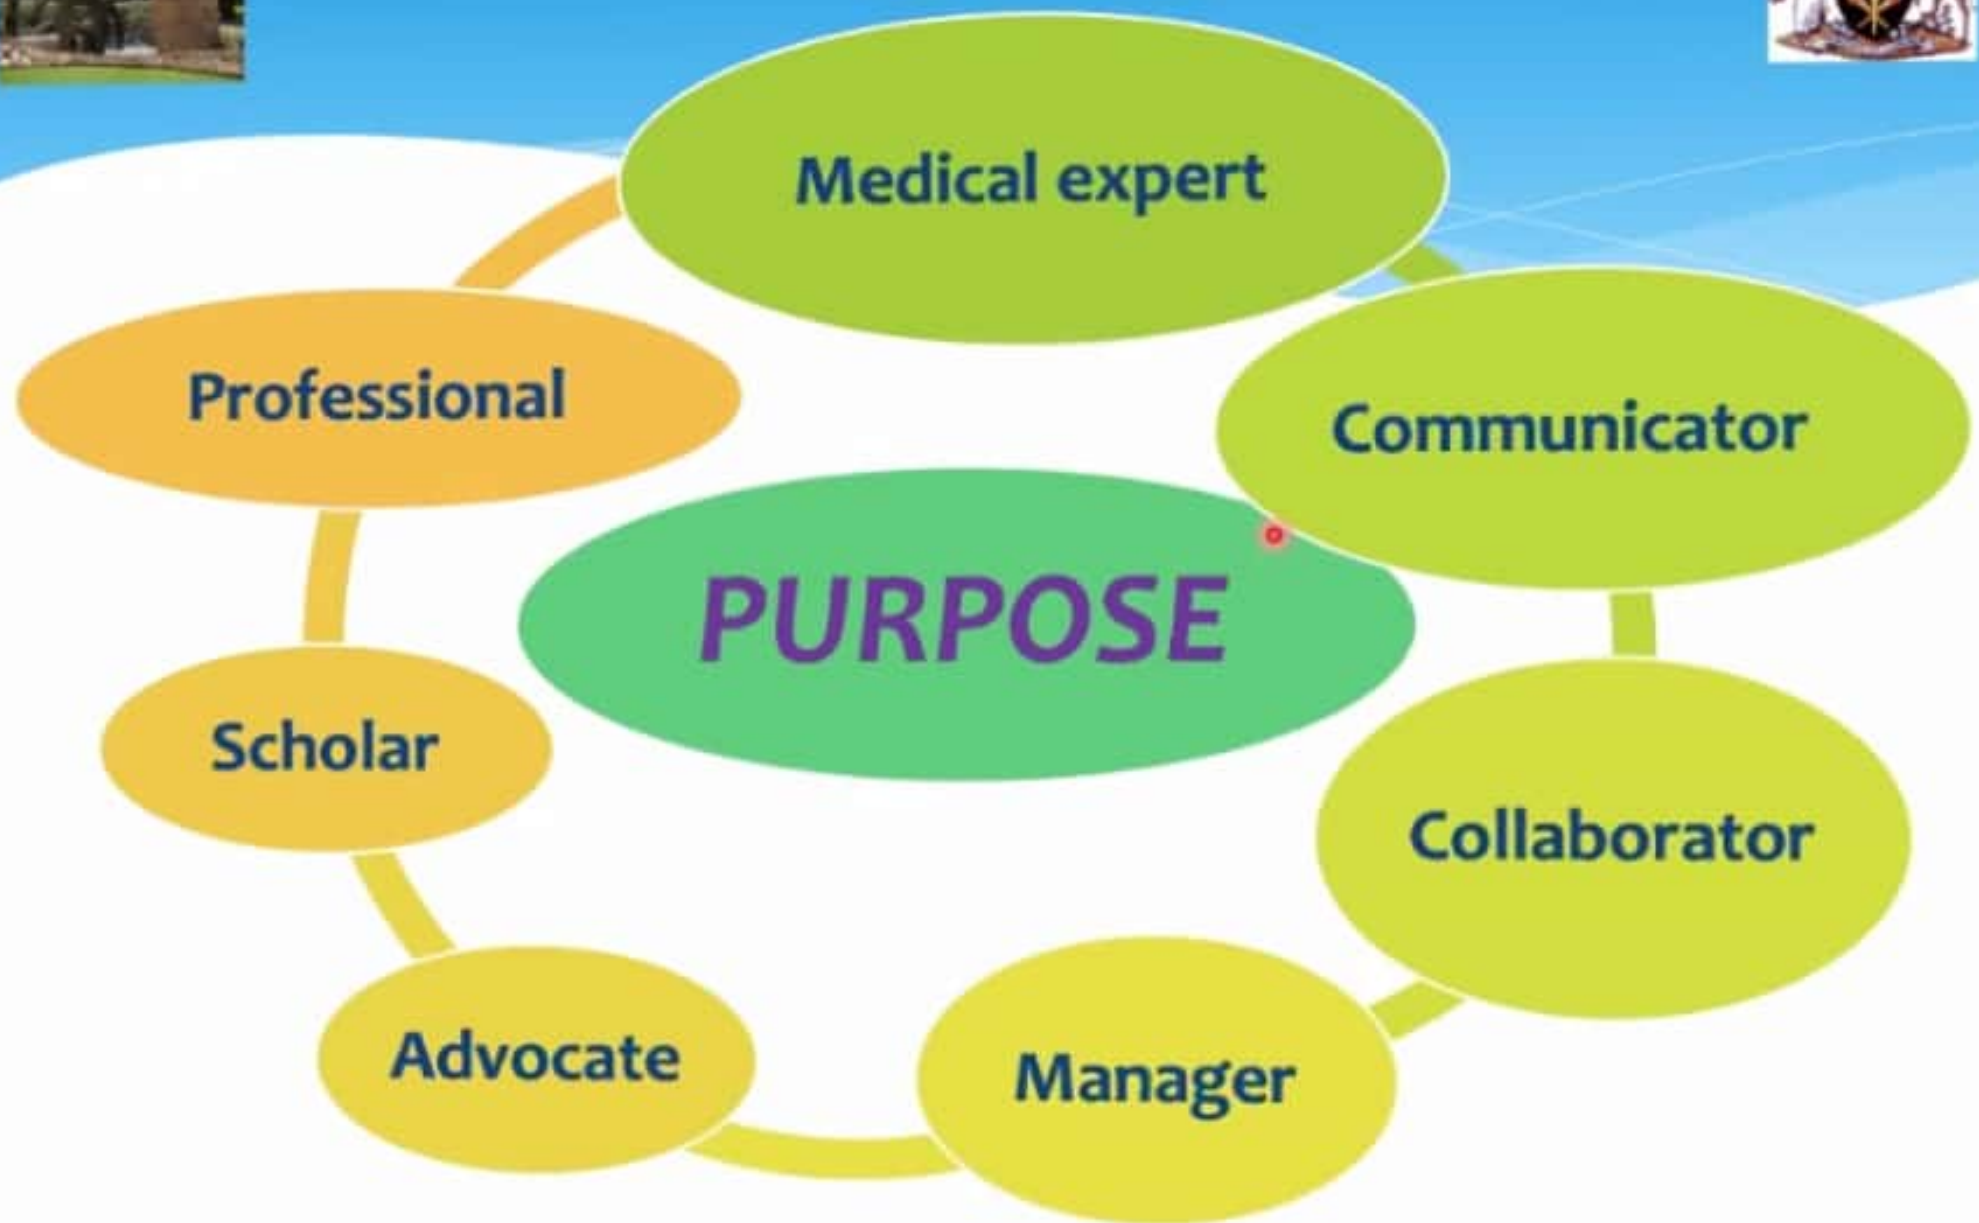 Medical expert
Communicator
Collaborator
Manager
Advocate
Scholar
Professional
PURPOSE